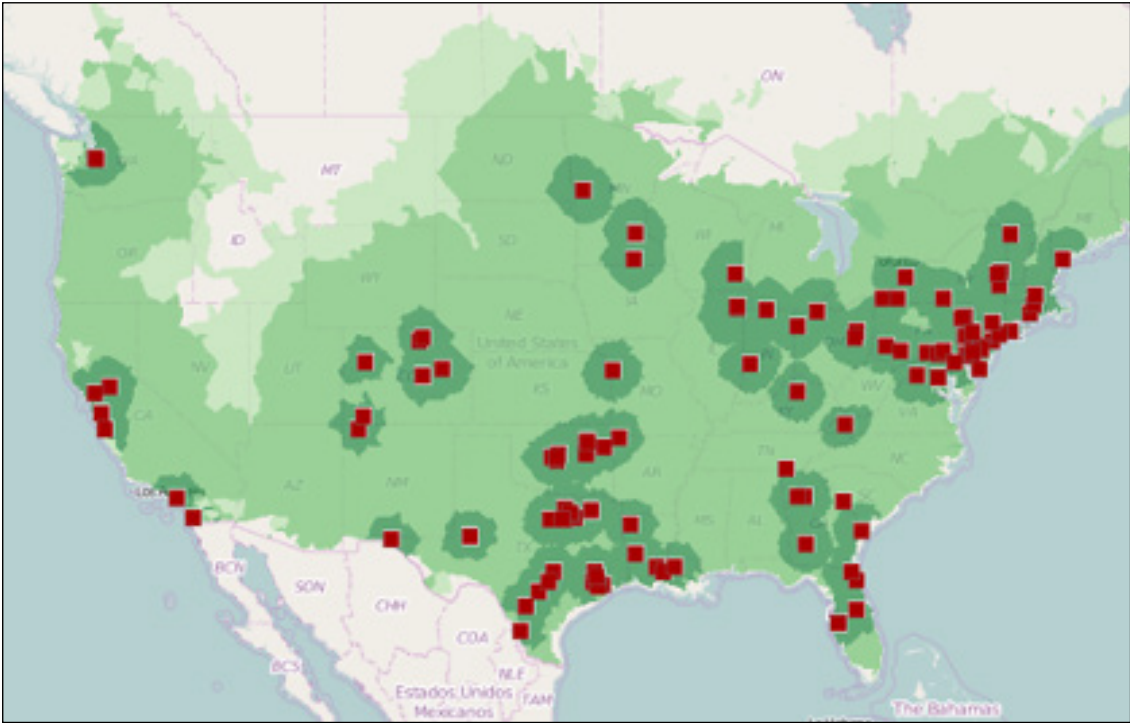 ON
WA
MT
ND
MN
ME
ID
OR
SD
WI
MI
WY
IA
NE
United States
of America
NV
UT
KS
MO
WV
CA
VA
TN
NC
AZ
NM
AR
SC
MS
AL
TX
BCN
SON
CHH
COA
BCS
NLE
Estados Unidos
Mexicanos
TAM
The Bahamas